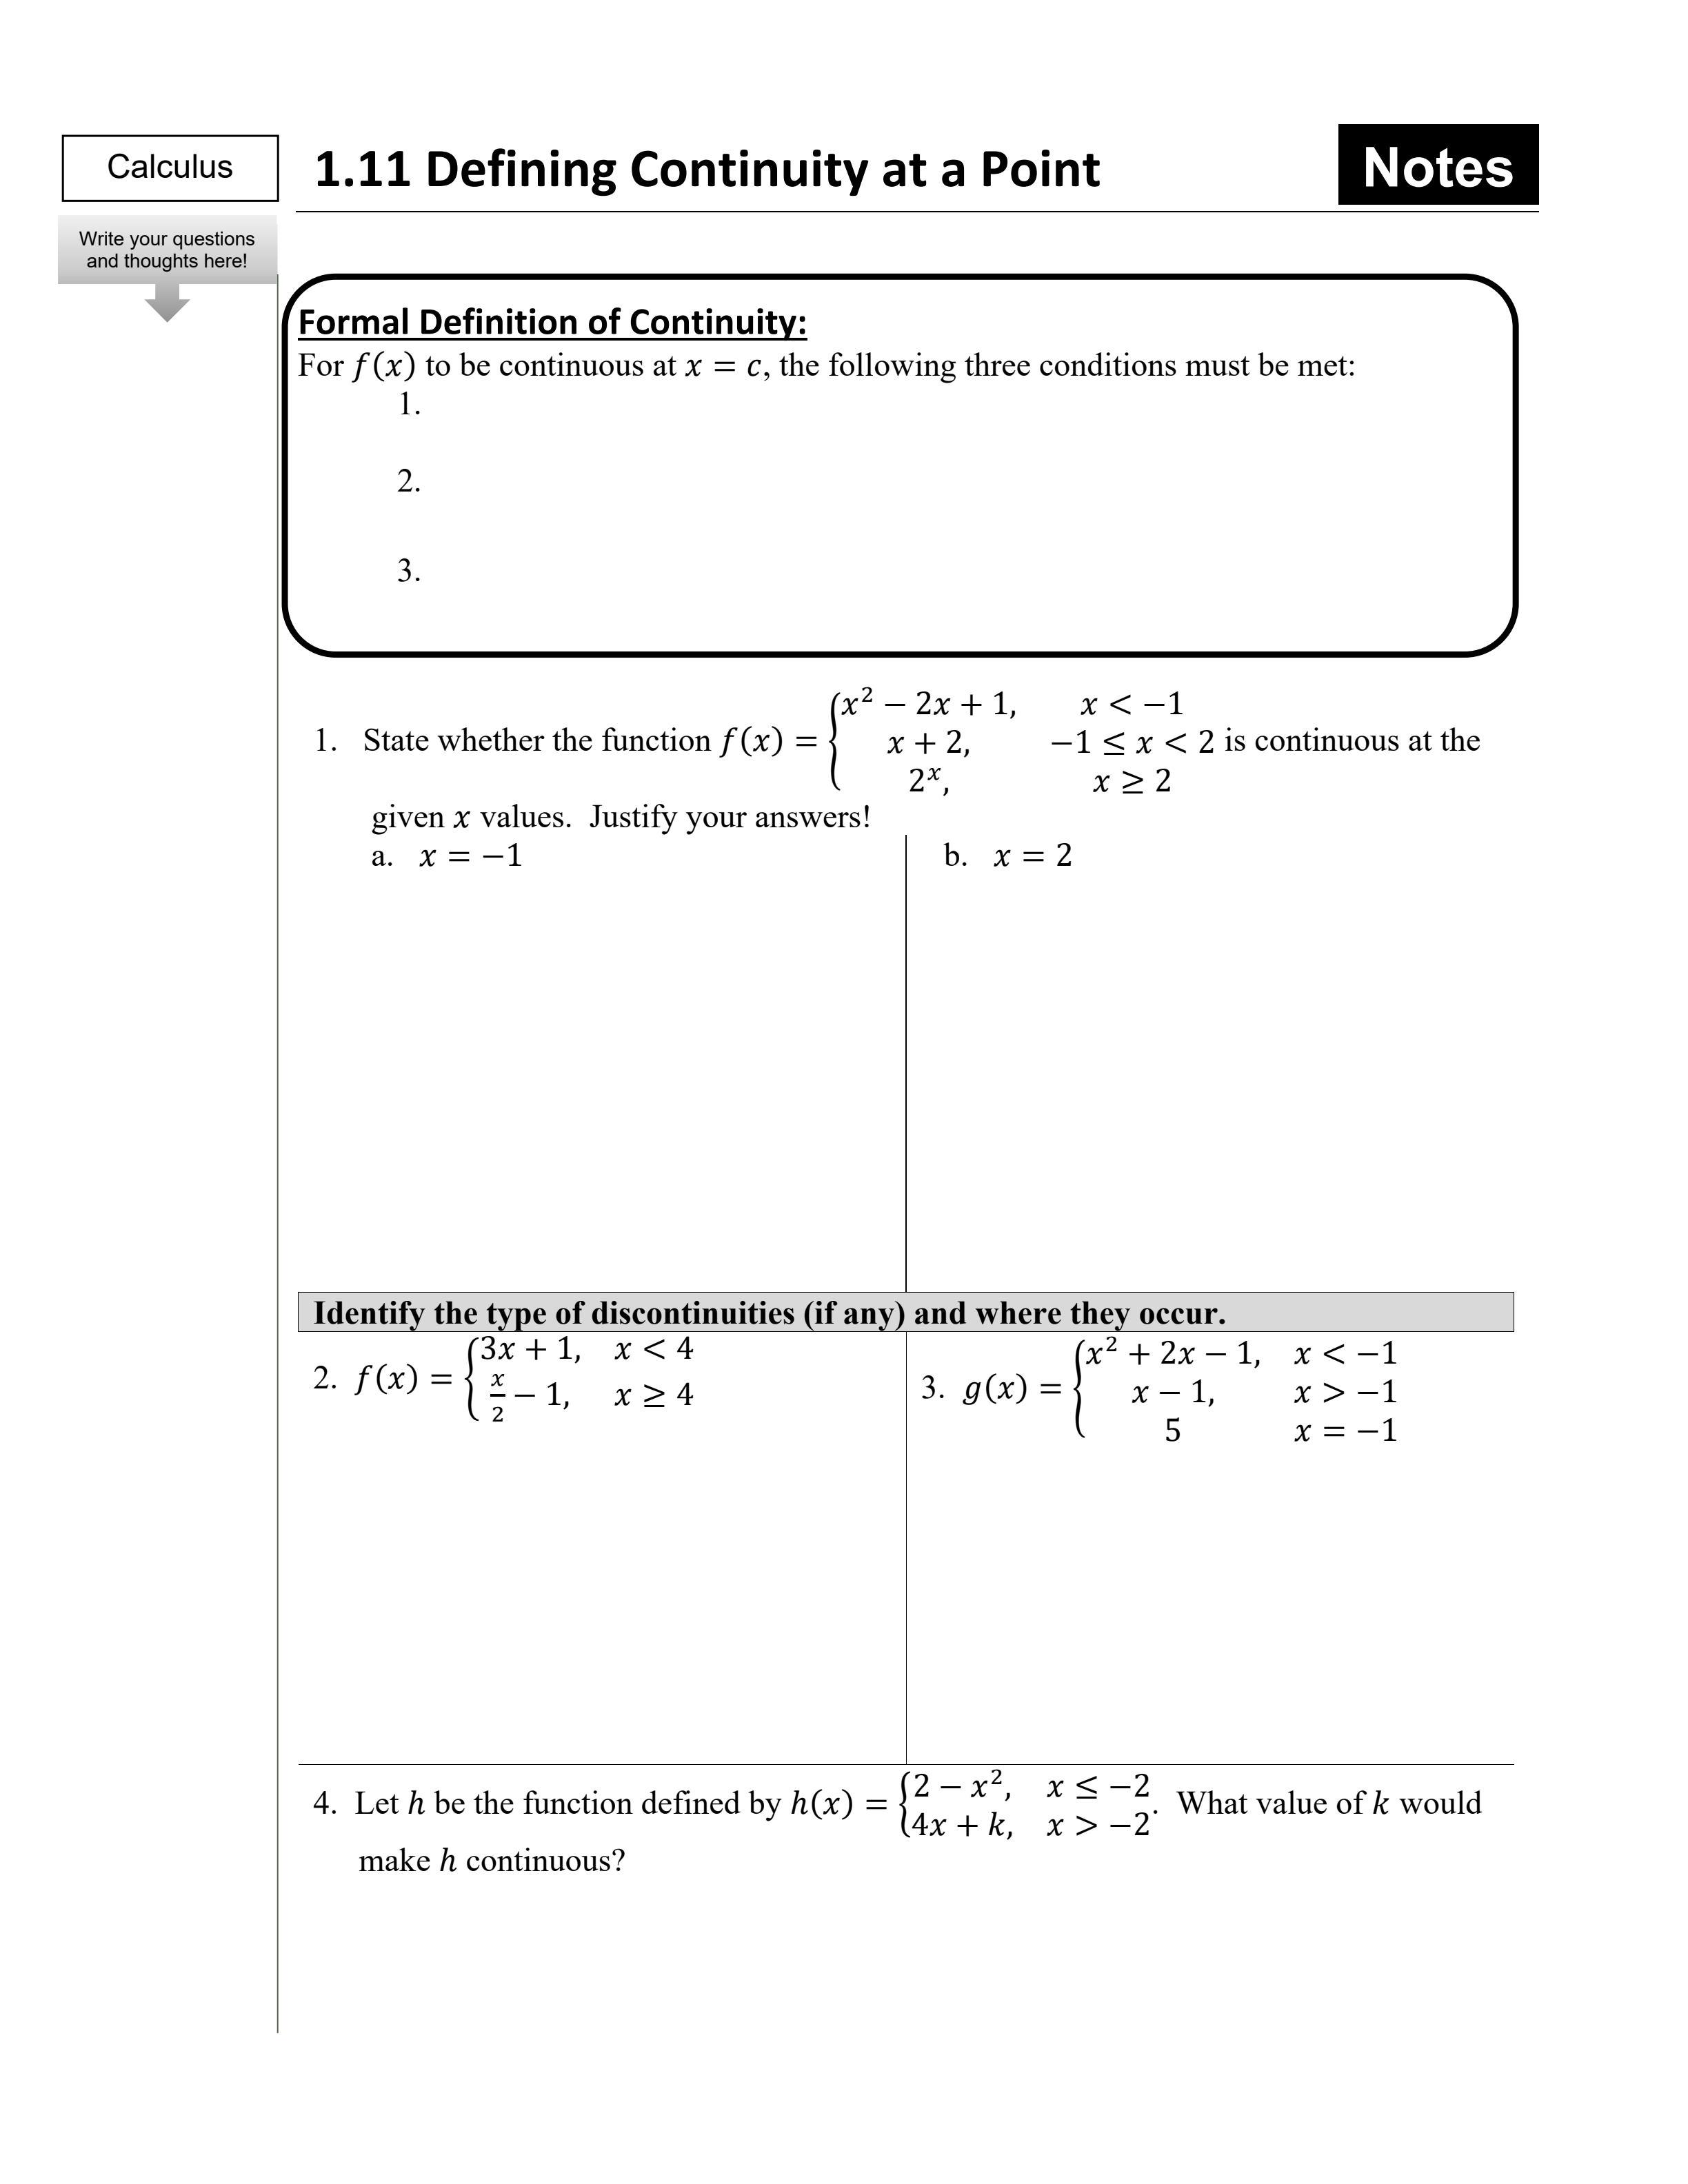 Calculus
1.11 Defining Continuity at a Point
Notes
Write your questions
and thoughts here!
Formal Definition of Continuity:
For f(x) to be continuous at x = c, the following three conditions must be met:
1.
2.
3.
1. State whether the function f(x) = { x² − 2x + 1, x < −1
x + 2, −1 ≤ x < 2 is continuous at the
2ˣ, x ≥ 2
given x values. Justify your answers!
a. x = −1
b. x = 2
Identify the type of discontinuities (if any) and where they occur.
2. f(x) = { 3x + 1, x < 4
x/2 − 1, x ≥ 4
3. g(x) = { x² + 2x − 1, x < −1
x − 1, x > −1
5 x = −1
4. Let h be the function defined by h(x) = { 2 − x², x ≤ −2
4x + k, x > −2 . What value of k would
make h continuous?